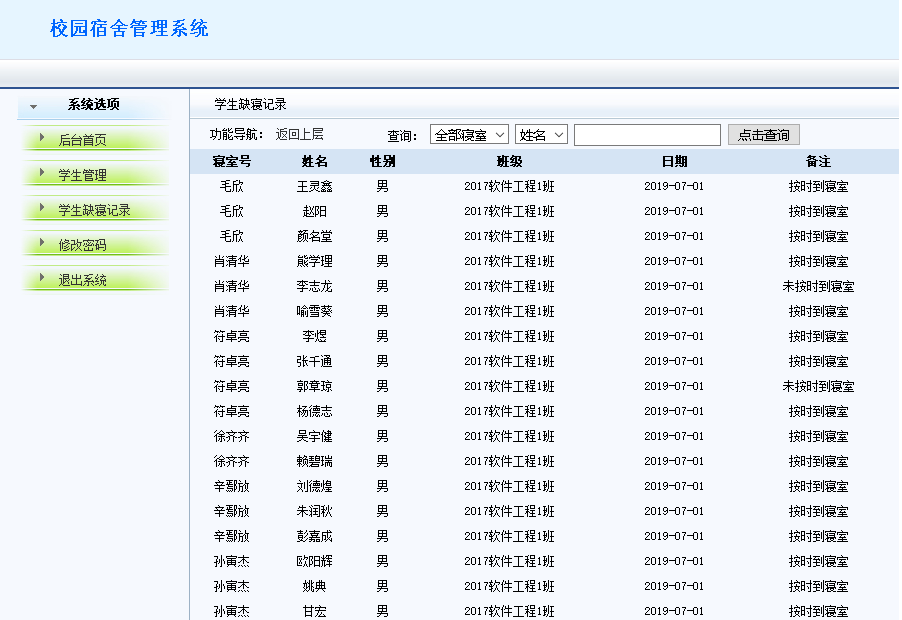 校园宿舍管理系统
系统选项
后台首页
学生管理
学生缺寝记录
修改密码
退出系统
学生缺寝记录
功能导航： 返回上层 查询： 全部寝室 姓名 点击查询
寝室号 姓名 性别 班级 日期 备注
毛欣 王灵鑫 男 2017软件工程1班 2019-07-01 按时到寝室
毛欣 赵阳 男 2017软件工程1班 2019-07-01 按时到寝室
毛欣 颜名堂 男 2017软件工程1班 2019-07-01 按时到寝室
肖清华 熊学理 男 2017软件工程1班 2019-07-01 按时到寝室
肖清华 李志龙 男 2017软件工程1班 2019-07-01 未按时到寝室
肖清华 喻雪葵 男 2017软件工程1班 2019-07-01 按时到寝室
符卓亮 李煜 男 2017软件工程1班 2019-07-01 按时到寝室
符卓亮 张千通 男 2017软件工程1班 2019-07-01 按时到寝室
符卓亮 郭章琼 男 2017软件工程1班 2019-07-01 未按时到寝室
符卓亮 杨德志 男 2017软件工程1班 2019-07-01 按时到寝室
徐齐齐 吴宇健 男 2017软件工程1班 2019-07-01 按时到寝室
徐齐齐 赖碧瑞 男 2017软件工程1班 2019-07-01 按时到寝室
辛鄢放 刘德煌 男 2017软件工程1班 2019-07-01 按时到寝室
辛鄢放 朱润秋 男 2017软件工程1班 2019-07-01 按时到寝室
辛鄢放 彭嘉成 男 2017软件工程1班 2019-07-01 按时到寝室
孙寅杰 欧阳辉 男 2017软件工程1班 2019-07-01 按时到寝室
孙寅杰 姚典 男 2017软件工程1班 2019-07-01 按时到寝室
孙寅杰 甘宏 男 2017软件工程1班 2019-07-01 按时到寝室